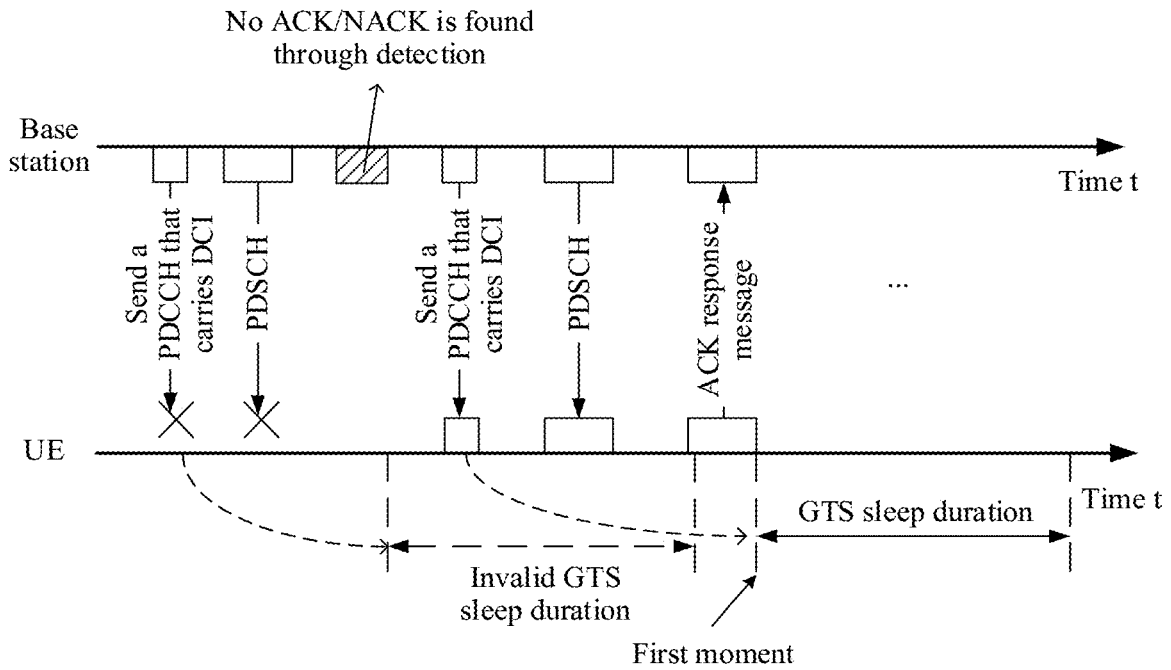 No ACK/NACK is found
through detection
Base
station
Time t
Send a
PDCCH that
carries DCI
PDSCH
Send a
PDCCH that
carries DCI
PDSCH
ACK response
message
...
UE
Time t
GTS sleep duration
Invalid GTS
sleep duration
First moment